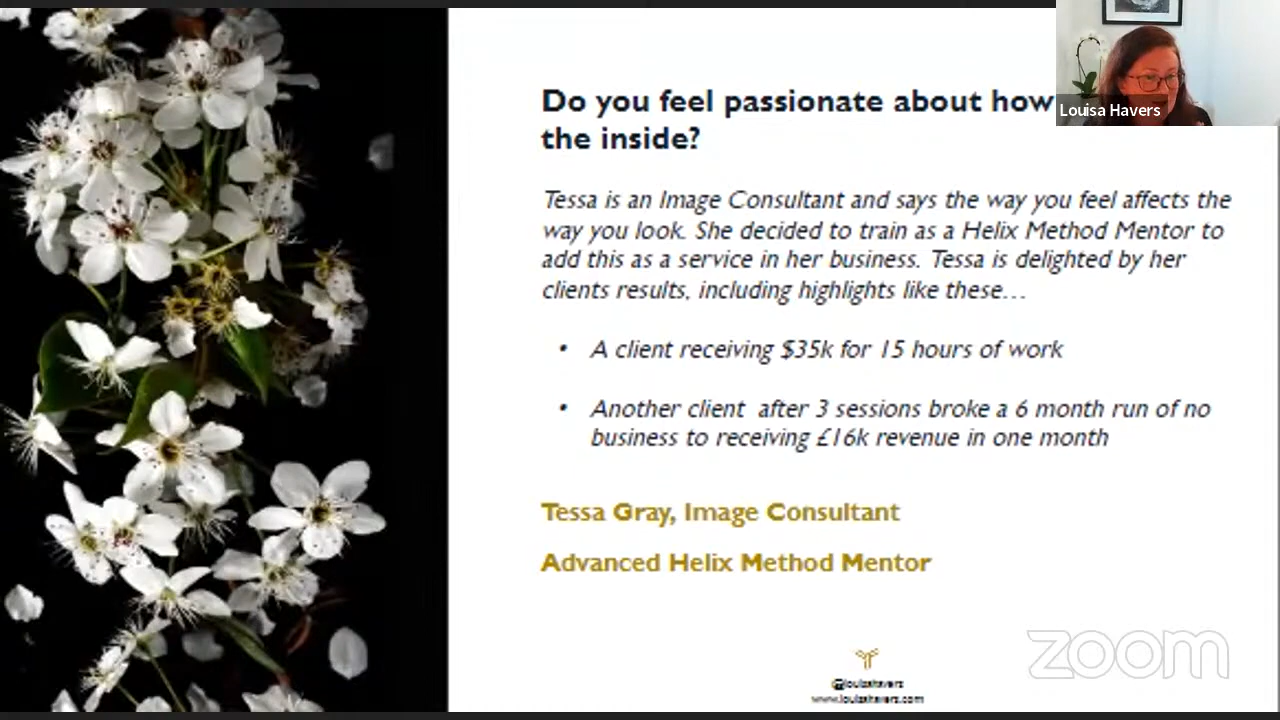 Do you feel passionate about how
the inside?
Louisa Havers
Tessa is an Image Consultant and says the way you feel affects the
way you look. She decided to train as a Helix Method Mentor to
add this as a service in her business. Tessa is delighted by her
clients results, including highlights like these…
• A client receiving $35k for 15 hours of work
• Another client after 3 sessions broke a 6 month run of no
business to receiving £16k revenue in one month
Tessa Gray, Image Consultant
Advanced Helix Method Mentor
@louisahavers
www.louisahavers.com
zoom